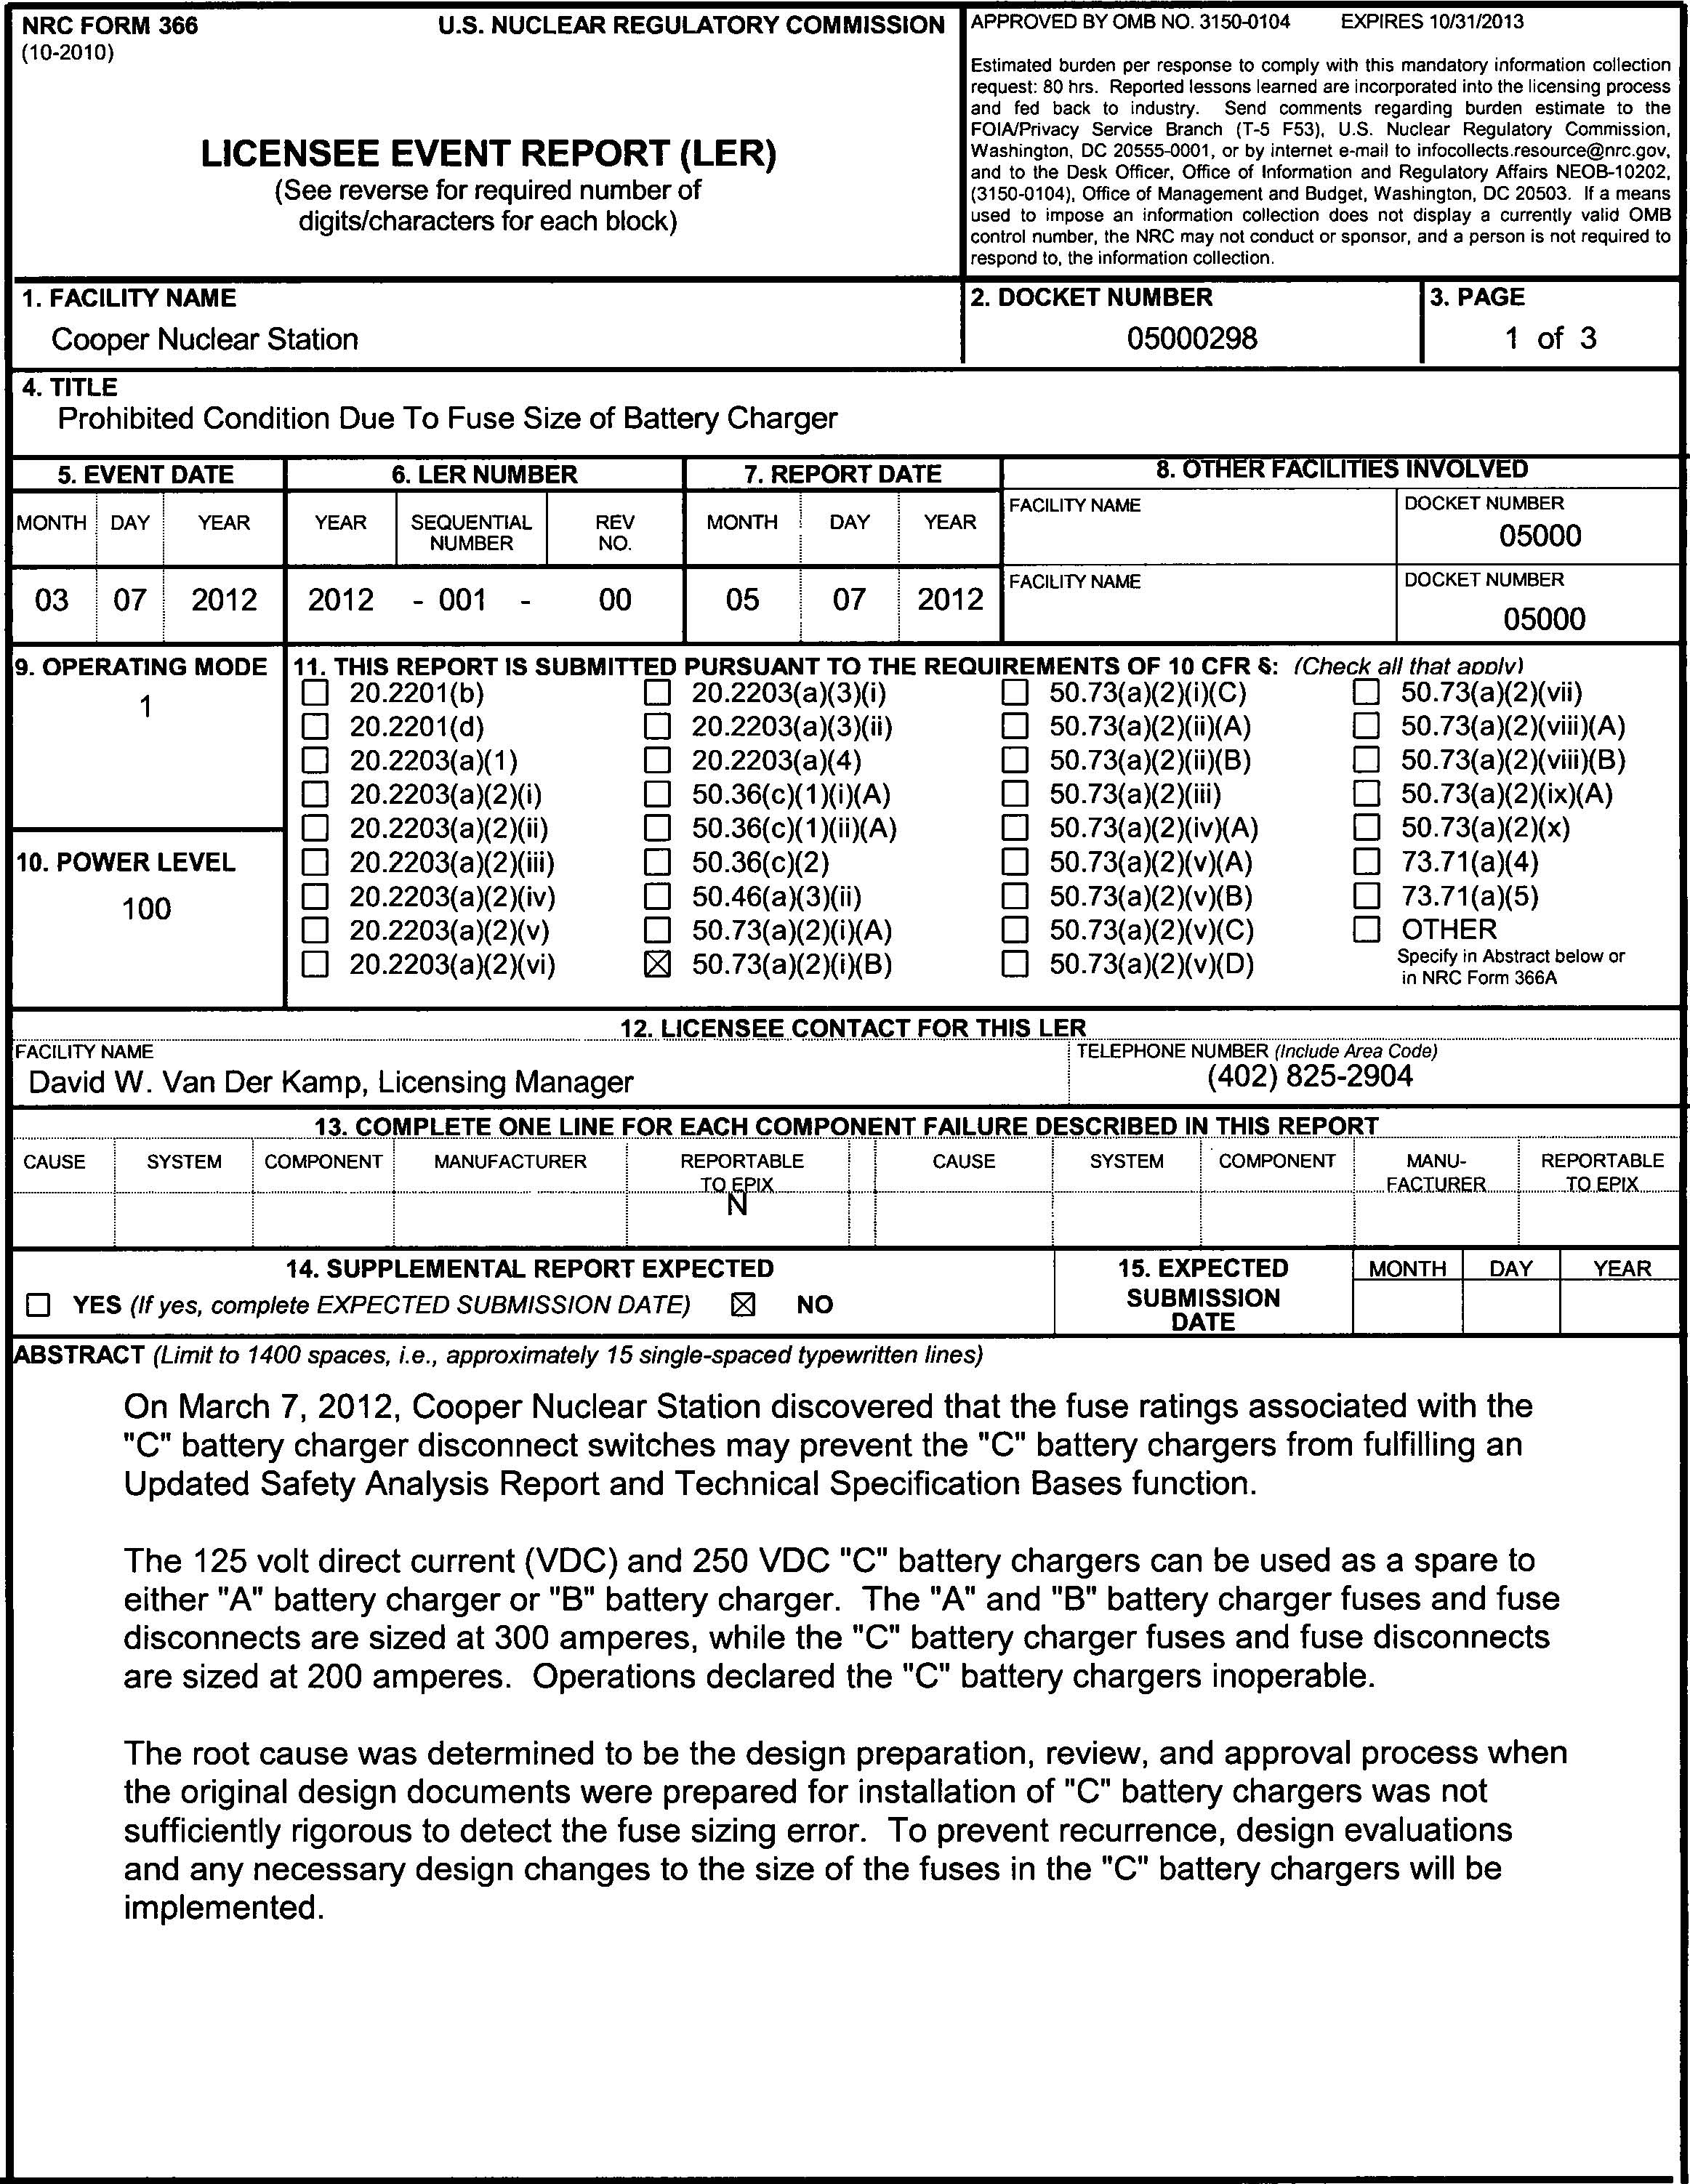 NRC FORM 366
(10-2010)
U.S. NUCLEAR REGULATORY COMMISSION
LICENSEE EVENT REPORT (LER)
(See reverse for required number of
digits/characters for each block)
APPROVED BY OMB NO. 3150-0104 EXPIRES 10/31/2013
Estimated burden per response to comply with this mandatory information collection
request: 80 hrs. Reported lessons learned are incorporated into the licensing process
and fed back to industry. Send comments regarding burden estimate to the
FOIA/Privacy Service Branch (T-5 F53), U.S. Nuclear Regulatory Commission,
Washington, DC 20555-0001, or by internet e-mail to infocollects.resource@nrc.gov,
and to the Desk Officer, Office of Information and Regulatory Affairs NEOB-10202,
(3150-0104), Office of Management and Budget, Washington, DC 20503. If a means
used to impose an information collection does not display a currently valid OMB
control number, the NRC may not conduct or sponsor, and a person is not required to
respond to, the information collection.
1. FACILITY NAME
Cooper Nuclear Station
2. DOCKET NUMBER
05000298
3. PAGE
1 of 3
4. TITLE
Prohibited Condition Due To Fuse Size of Battery Charger
5. EVENT DATE 6. LER NUMBER 7. REPORT DATE 8. OTHER FACILITIES INVOLVED
MONTH DAY YEAR YEAR SEQUENTIAL NUMBER REV NO. MONTH DAY YEAR
FACILITY NAME DOCKET NUMBER
05000
03 07 2012 2012 - 001 - 00 05 07 2012
FACILITY NAME DOCKET NUMBER
05000
9. OPERATING MODE
1
10. POWER LEVEL
100
11. THIS REPORT IS SUBMITTED PURSUANT TO THE REQUIREMENTS OF 10 CFR §: (Check all that apply)
☐ 20.2201(b) ☐ 20.2203(a)(3)(i) ☐ 50.73(a)(2)(i)(C) ☐ 50.73(a)(2)(vii)
☐ 20.2201(d) ☐ 20.2203(a)(3)(ii) ☐ 50.73(a)(2)(ii)(A) ☐ 50.73(a)(2)(viii)(A)
☐ 20.2203(a)(1) ☐ 20.2203(a)(4) ☐ 50.73(a)(2)(ii)(B) ☐ 50.73(a)(2)(viii)(B)
☐ 20.2203(a)(2)(i) ☐ 50.36(c)(1)(i)(A) ☐ 50.73(a)(2)(iii) ☐ 50.73(a)(2)(ix)(A)
☐ 20.2203(a)(2)(ii) ☐ 50.36(c)(1)(ii)(A) ☐ 50.73(a)(2)(iv)(A) ☐ 50.73(a)(2)(x)
☐ 20.2203(a)(2)(iii) ☐ 50.36(c)(2) ☐ 50.73(a)(2)(v)(A) ☐ 73.71(a)(4)
☐ 20.2203(a)(2)(iv) ☐ 50.46(a)(3)(ii) ☐ 50.73(a)(2)(v)(B) ☐ 73.71(a)(5)
☐ 20.2203(a)(2)(v) ☐ 50.73(a)(2)(i)(A) ☐ 50.73(a)(2)(v)(C) ☐ OTHER
☐ 20.2203(a)(2)(vi) ☒ 50.73(a)(2)(i)(B) ☐ 50.73(a)(2)(v)(D)
Specify in Abstract below or
in NRC Form 366A
12. LICENSEE CONTACT FOR THIS LER
FACILITY NAME
David W. Van Der Kamp, Licensing Manager
TELEPHONE NUMBER (Include Area Code)
(402) 825-2904
13. COMPLETE ONE LINE FOR EACH COMPONENT FAILURE DESCRIBED IN THIS REPORT
CAUSE SYSTEM COMPONENT MANUFACTURER REPORTABLE TO EPIX CAUSE SYSTEM COMPONENT MANU-FACTURER REPORTABLE TO EPIX
N
14. SUPPLEMENTAL REPORT EXPECTED
☐ YES (If yes, complete EXPECTED SUBMISSION DATE) ☒ NO
15. EXPECTED
SUBMISSION
DATE
MONTH DAY YEAR
ABSTRACT (Limit to 1400 spaces, i.e., approximately 15 single-spaced typewritten lines)
On March 7, 2012, Cooper Nuclear Station discovered that the fuse ratings associated with the
"C" battery charger disconnect switches may prevent the "C" battery chargers from fulfilling an
Updated Safety Analysis Report and Technical Specification Bases function.
The 125 volt direct current (VDC) and 250 VDC "C" battery chargers can be used as a spare to
either "A" battery charger or "B" battery charger. The "A" and "B" battery charger fuses and fuse
disconnects are sized at 300 amperes, while the "C" battery charger fuses and fuse disconnects
are sized at 200 amperes. Operations declared the "C" battery chargers inoperable.
The root cause was determined to be the design preparation, review, and approval process when
the original design documents were prepared for installation of "C" battery chargers was not
sufficiently rigorous to detect the fuse sizing error. To prevent recurrence, design evaluations
and any necessary design changes to the size of the fuses in the "C" battery chargers will be
implemented.